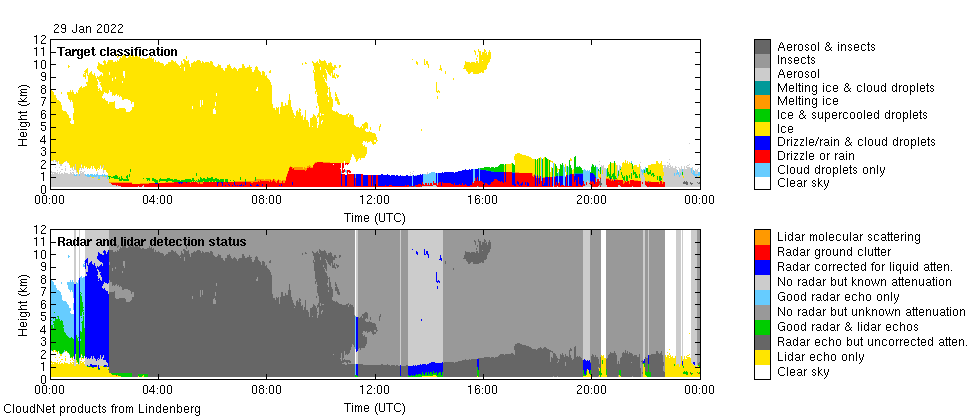 29 Jan 2022
Target classification
12
11
10
9
8
7
6
5
4
3
2
1
0
Height (km)
00:00 04:00 08:00 12:00 16:00 20:00 00:00
Time (UTC)
Aerosol & insects
Insects
Aerosol
Melting ice & cloud droplets
Melting ice
Ice & supercooled droplets
Ice
Drizzle/rain & cloud droplets
Drizzle or rain
Cloud droplets only
Clear sky
Radar and lidar detection status
12
11
10
9
8
7
6
5
4
3
2
1
0
Height (km)
00:00 04:00 08:00 12:00 16:00 20:00 00:00
Time (UTC)
Lidar molecular scattering
Radar ground clutter
Radar corrected for liquid atten.
No radar but known attenuation
Good radar echo only
No radar but unknown attenuation
Good radar & lidar echos
Radar echo but uncorrected atten.
Lidar echo only
Clear sky
CloudNet products from Lindenberg